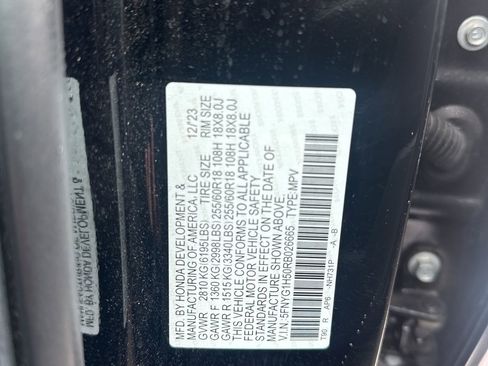 MFD. BY HONDA DEVELOPMENT & 12/23
MANUFACTURING OF AMERICA, LLC
TIRE SIZE RIM SIZE
GVWR 2810 KG(6195LBS)
GAWR F 1360 KG(2998LBS) 255/60R18 108H 18X8.0J
GAWR R 1515 KG(3340LBS) 255/60R18 108H 18X8.0J
THIS VEHICLE CONFORMS TO ALL APPLICABLE
FEDERAL MOTOR VEHICLE SAFETY
STANDARDS IN EFFECT ON THE DATE OF
MANUFACTURE SHOWN ABOVE.
V.I.N. 5FNYG1H50RB026665 TYPE-MPV
T90 R AP6 -NH731P -A -B